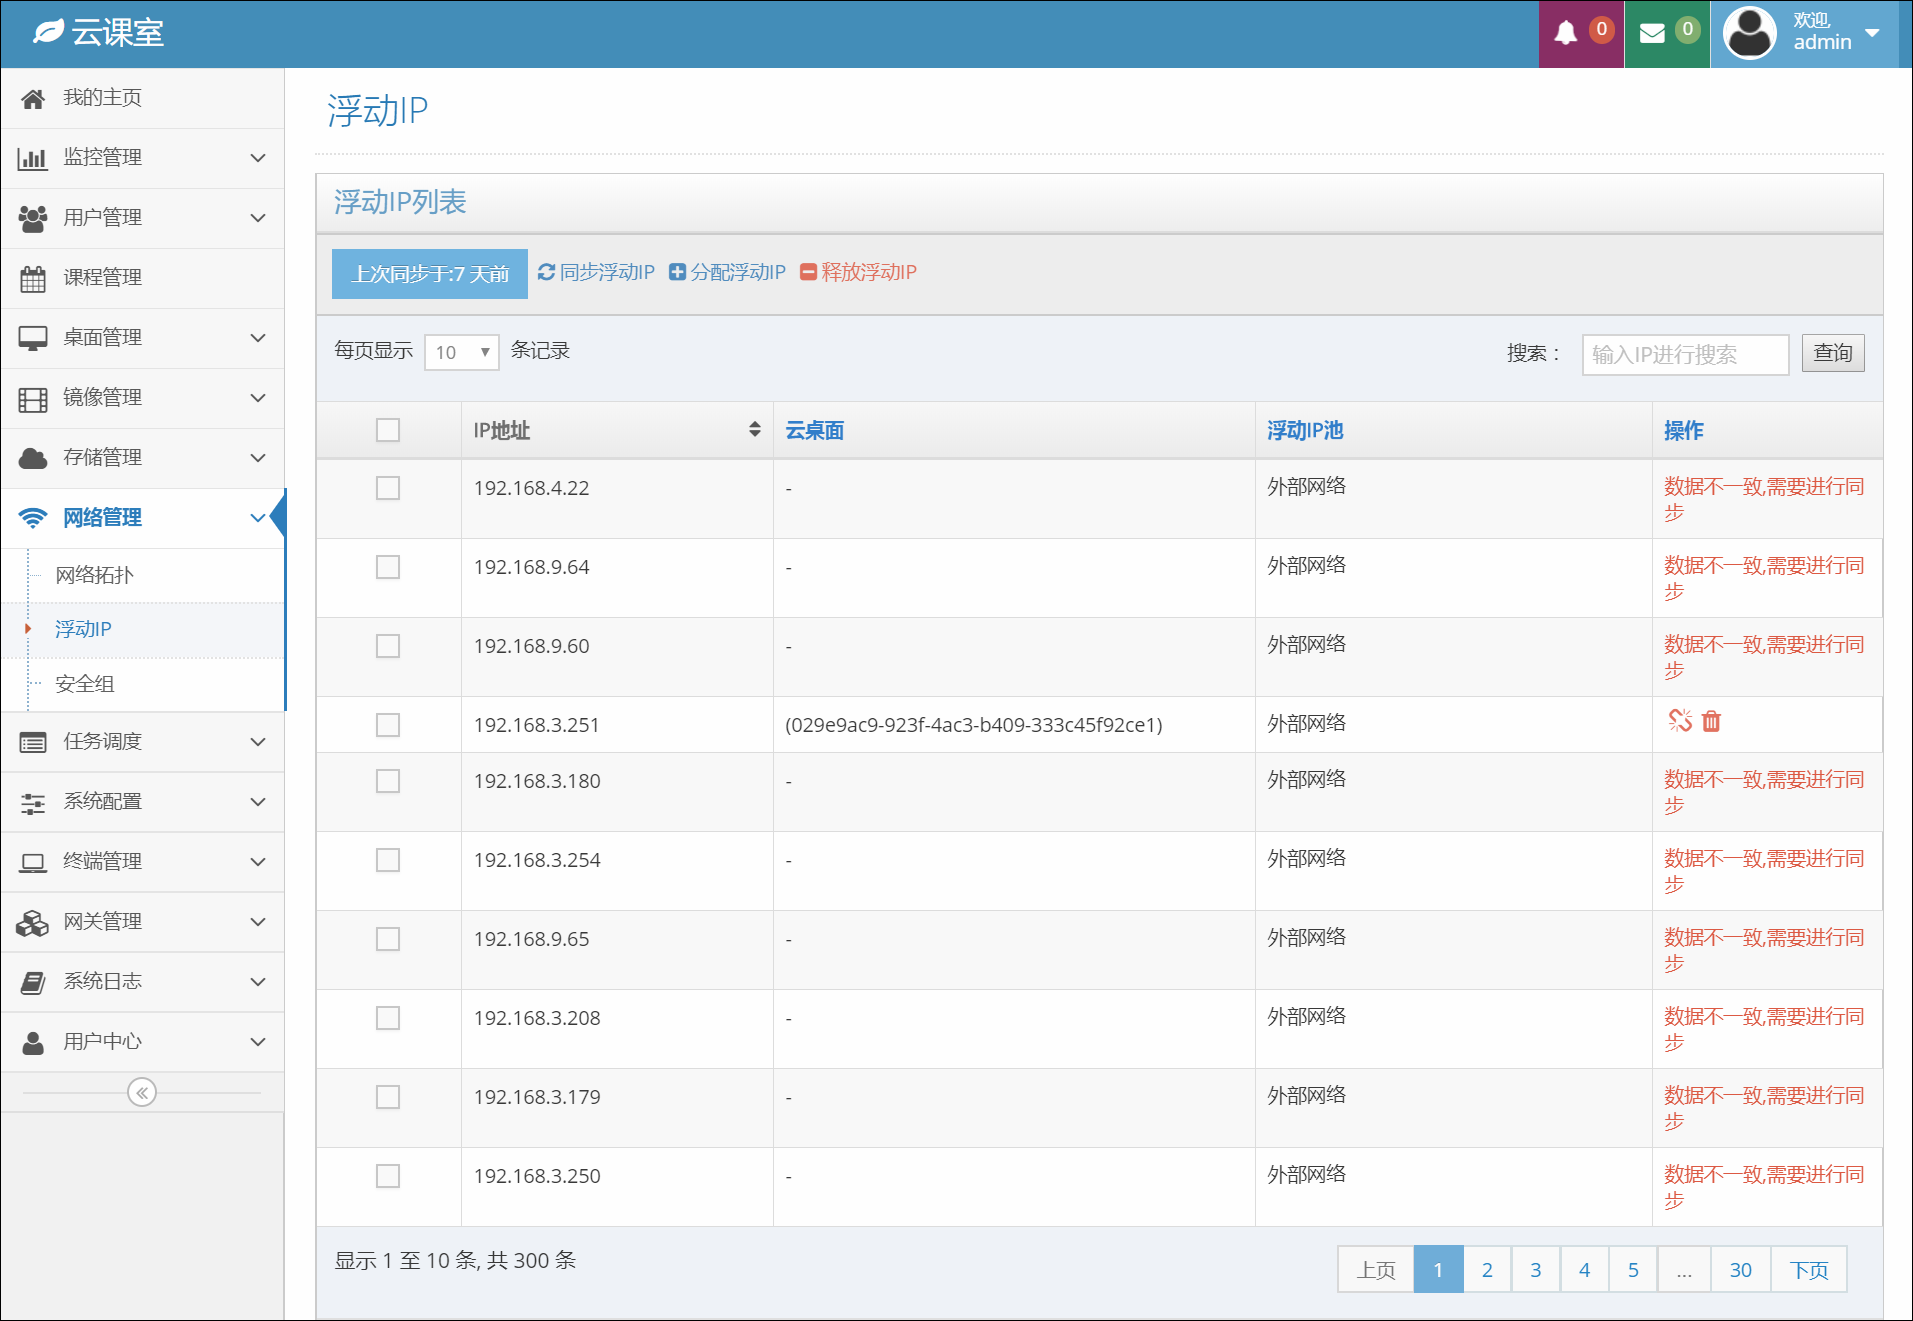 云课室
0
0
欢迎,
admin
我的主页
监控管理
用户管理
课程管理
桌面管理
镜像管理
存储管理
网络管理
网络拓扑
浮动IP
安全组
任务调度
系统配置
终端管理
网关管理
系统日志
用户中心
浮动IP
浮动IP列表
上次同步于:7 天前 同步浮动IP 分配浮动IP 释放浮动IP
每页显示 10 条记录 搜索： 输入IP进行搜索 查询
IP地址 云桌面 浮动IP池 操作
192.168.4.22 - 外部网络 数据不一致,需要进行同
步
192.168.9.64 - 外部网络 数据不一致,需要进行同
步
192.168.9.60 - 外部网络 数据不一致,需要进行同
步
192.168.3.251 (029e9ac9-923f-4ac3-b409-333c45f92ce1) 外部网络
192.168.3.180 - 外部网络 数据不一致,需要进行同
步
192.168.3.254 - 外部网络 数据不一致,需要进行同
步
192.168.9.65 - 外部网络 数据不一致,需要进行同
步
192.168.3.208 - 外部网络 数据不一致,需要进行同
步
192.168.3.179 - 外部网络 数据不一致,需要进行同
步
192.168.3.250 - 外部网络 数据不一致,需要进行同
步
显示 1 至 10 条, 共 300 条 上页 1 2 3 4 5 ... 30 下页